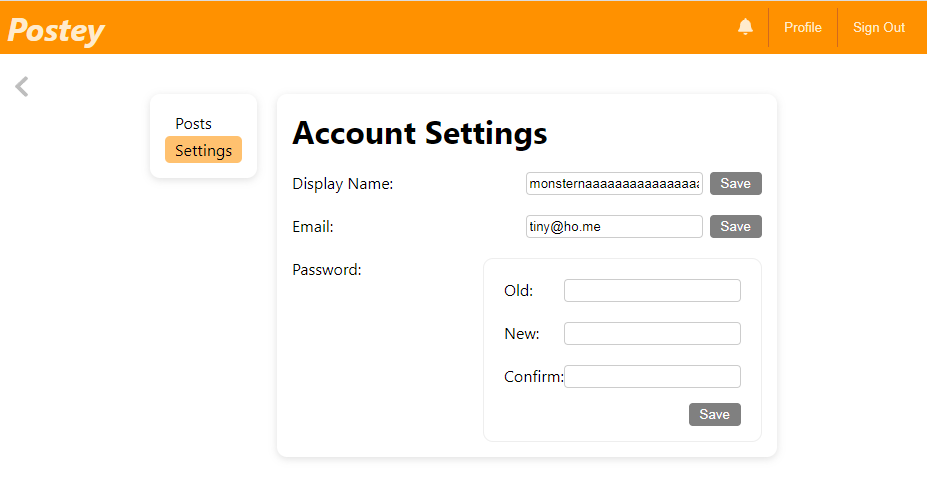 Postey
Profile
Sign Out
Posts
Settings
Account Settings
Display Name: monsternaaaaaaaaaaaaaaaa Save
Email: tiny@ho.me Save
Password:
Old:
New:
Confirm:
Save